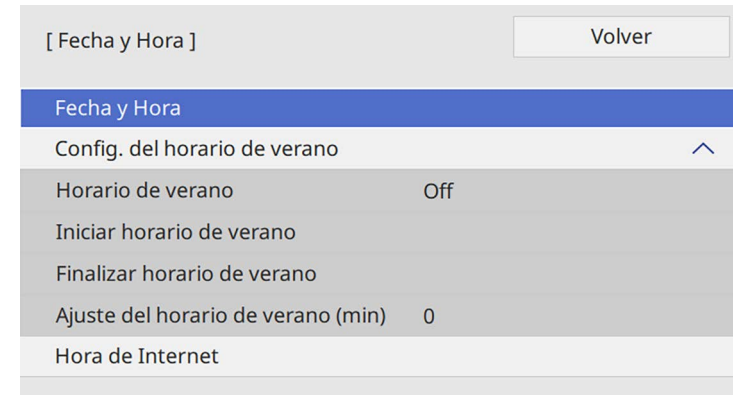 [ Fecha y Hora ]
Volver
Fecha y Hora
Config. del horario de verano
Horario de verano Off
Iniciar horario de verano
Finalizar horario de verano
Ajuste del horario de verano (min) 0
Hora de Internet